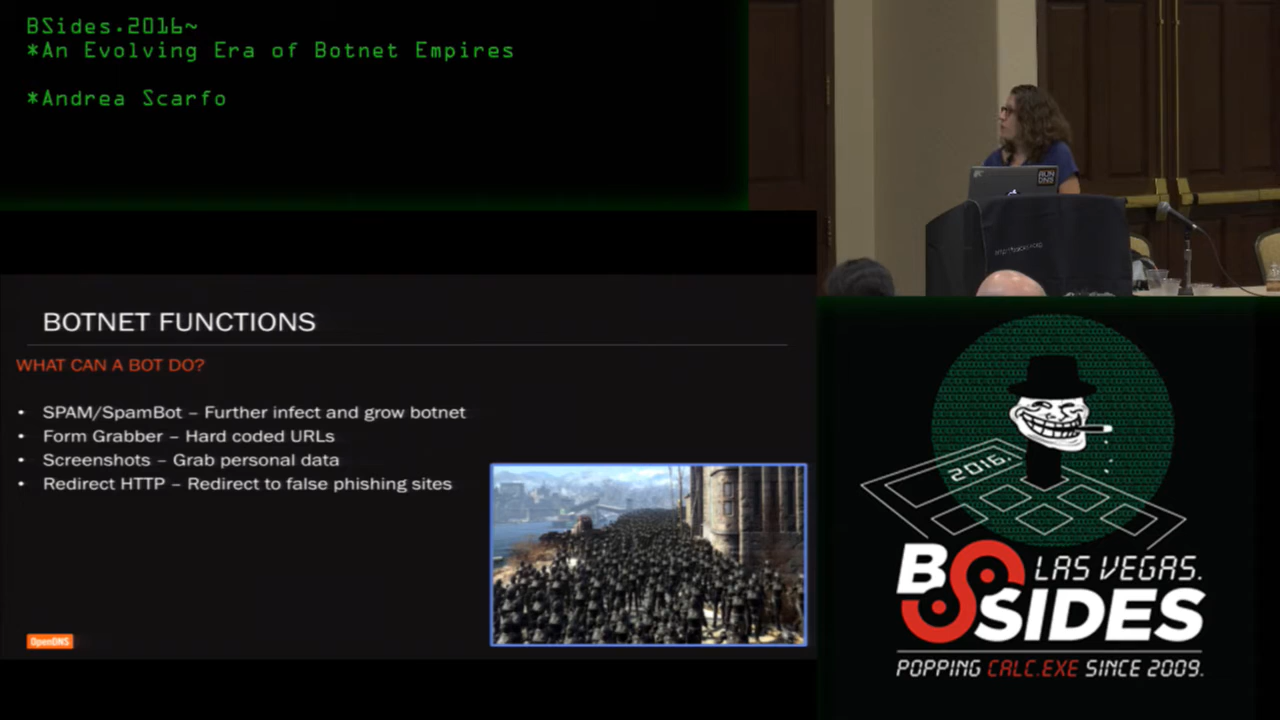 BSides.2016~
*An Evolving Era of Botnet Empires
*Andrea Scarfo
BOTNET FUNCTIONS
WHAT CAN A BOT DO?
• SPAM/SpamBot – Further infect and grow botnet
• Form Grabber – Hard coded URLs
• Screenshots – Grab personal data
• Redirect HTTP – Redirect to false phishing sites
OpenDNS
2016.
BSIDES
LAS VEGAS.
POPPING CALC.EXE SINCE 2009.